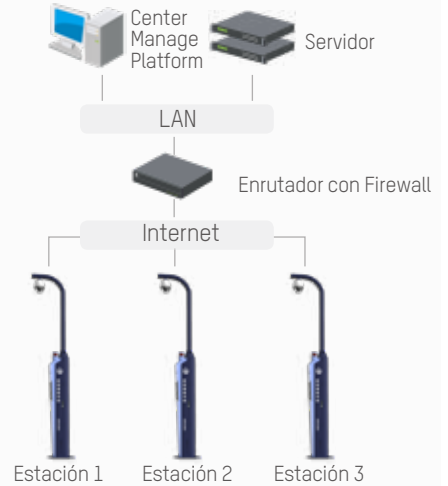 Center
Manage
Platform
Servidor
LAN
Enrutador con Firewall
Internet
Estación 1
Estación 2
Estación 3